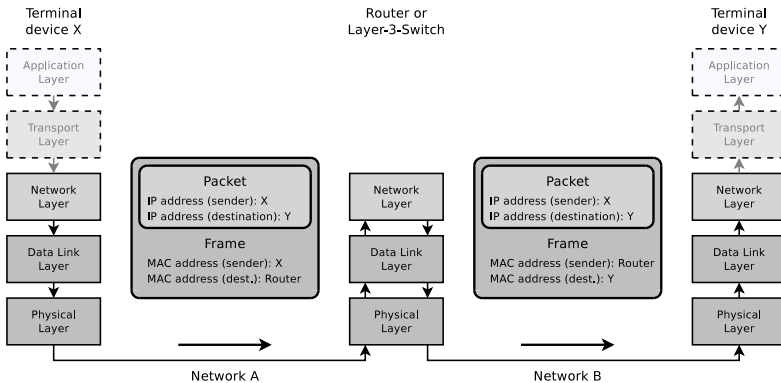 Terminal
device X
Router or
Layer-3-Switch
Terminal
device Y
Application
Layer
Application
Layer
Transport
Layer
Transport
Layer
Network
Layer
Packet
IP address (sender): X
IP address (destination): Y
Network
Layer
Packet
IP address (sender): X
IP address (destination): Y
Network
Layer
Data Link
Layer
Frame
MAC address (sender): X
MAC address (dest.): Router
Data Link
Layer
Frame
MAC address (sender): Router
MAC address (dest.): Y
Data Link
Layer
Physical
Layer
Physical
Layer
Physical
Layer
Network A
Network B